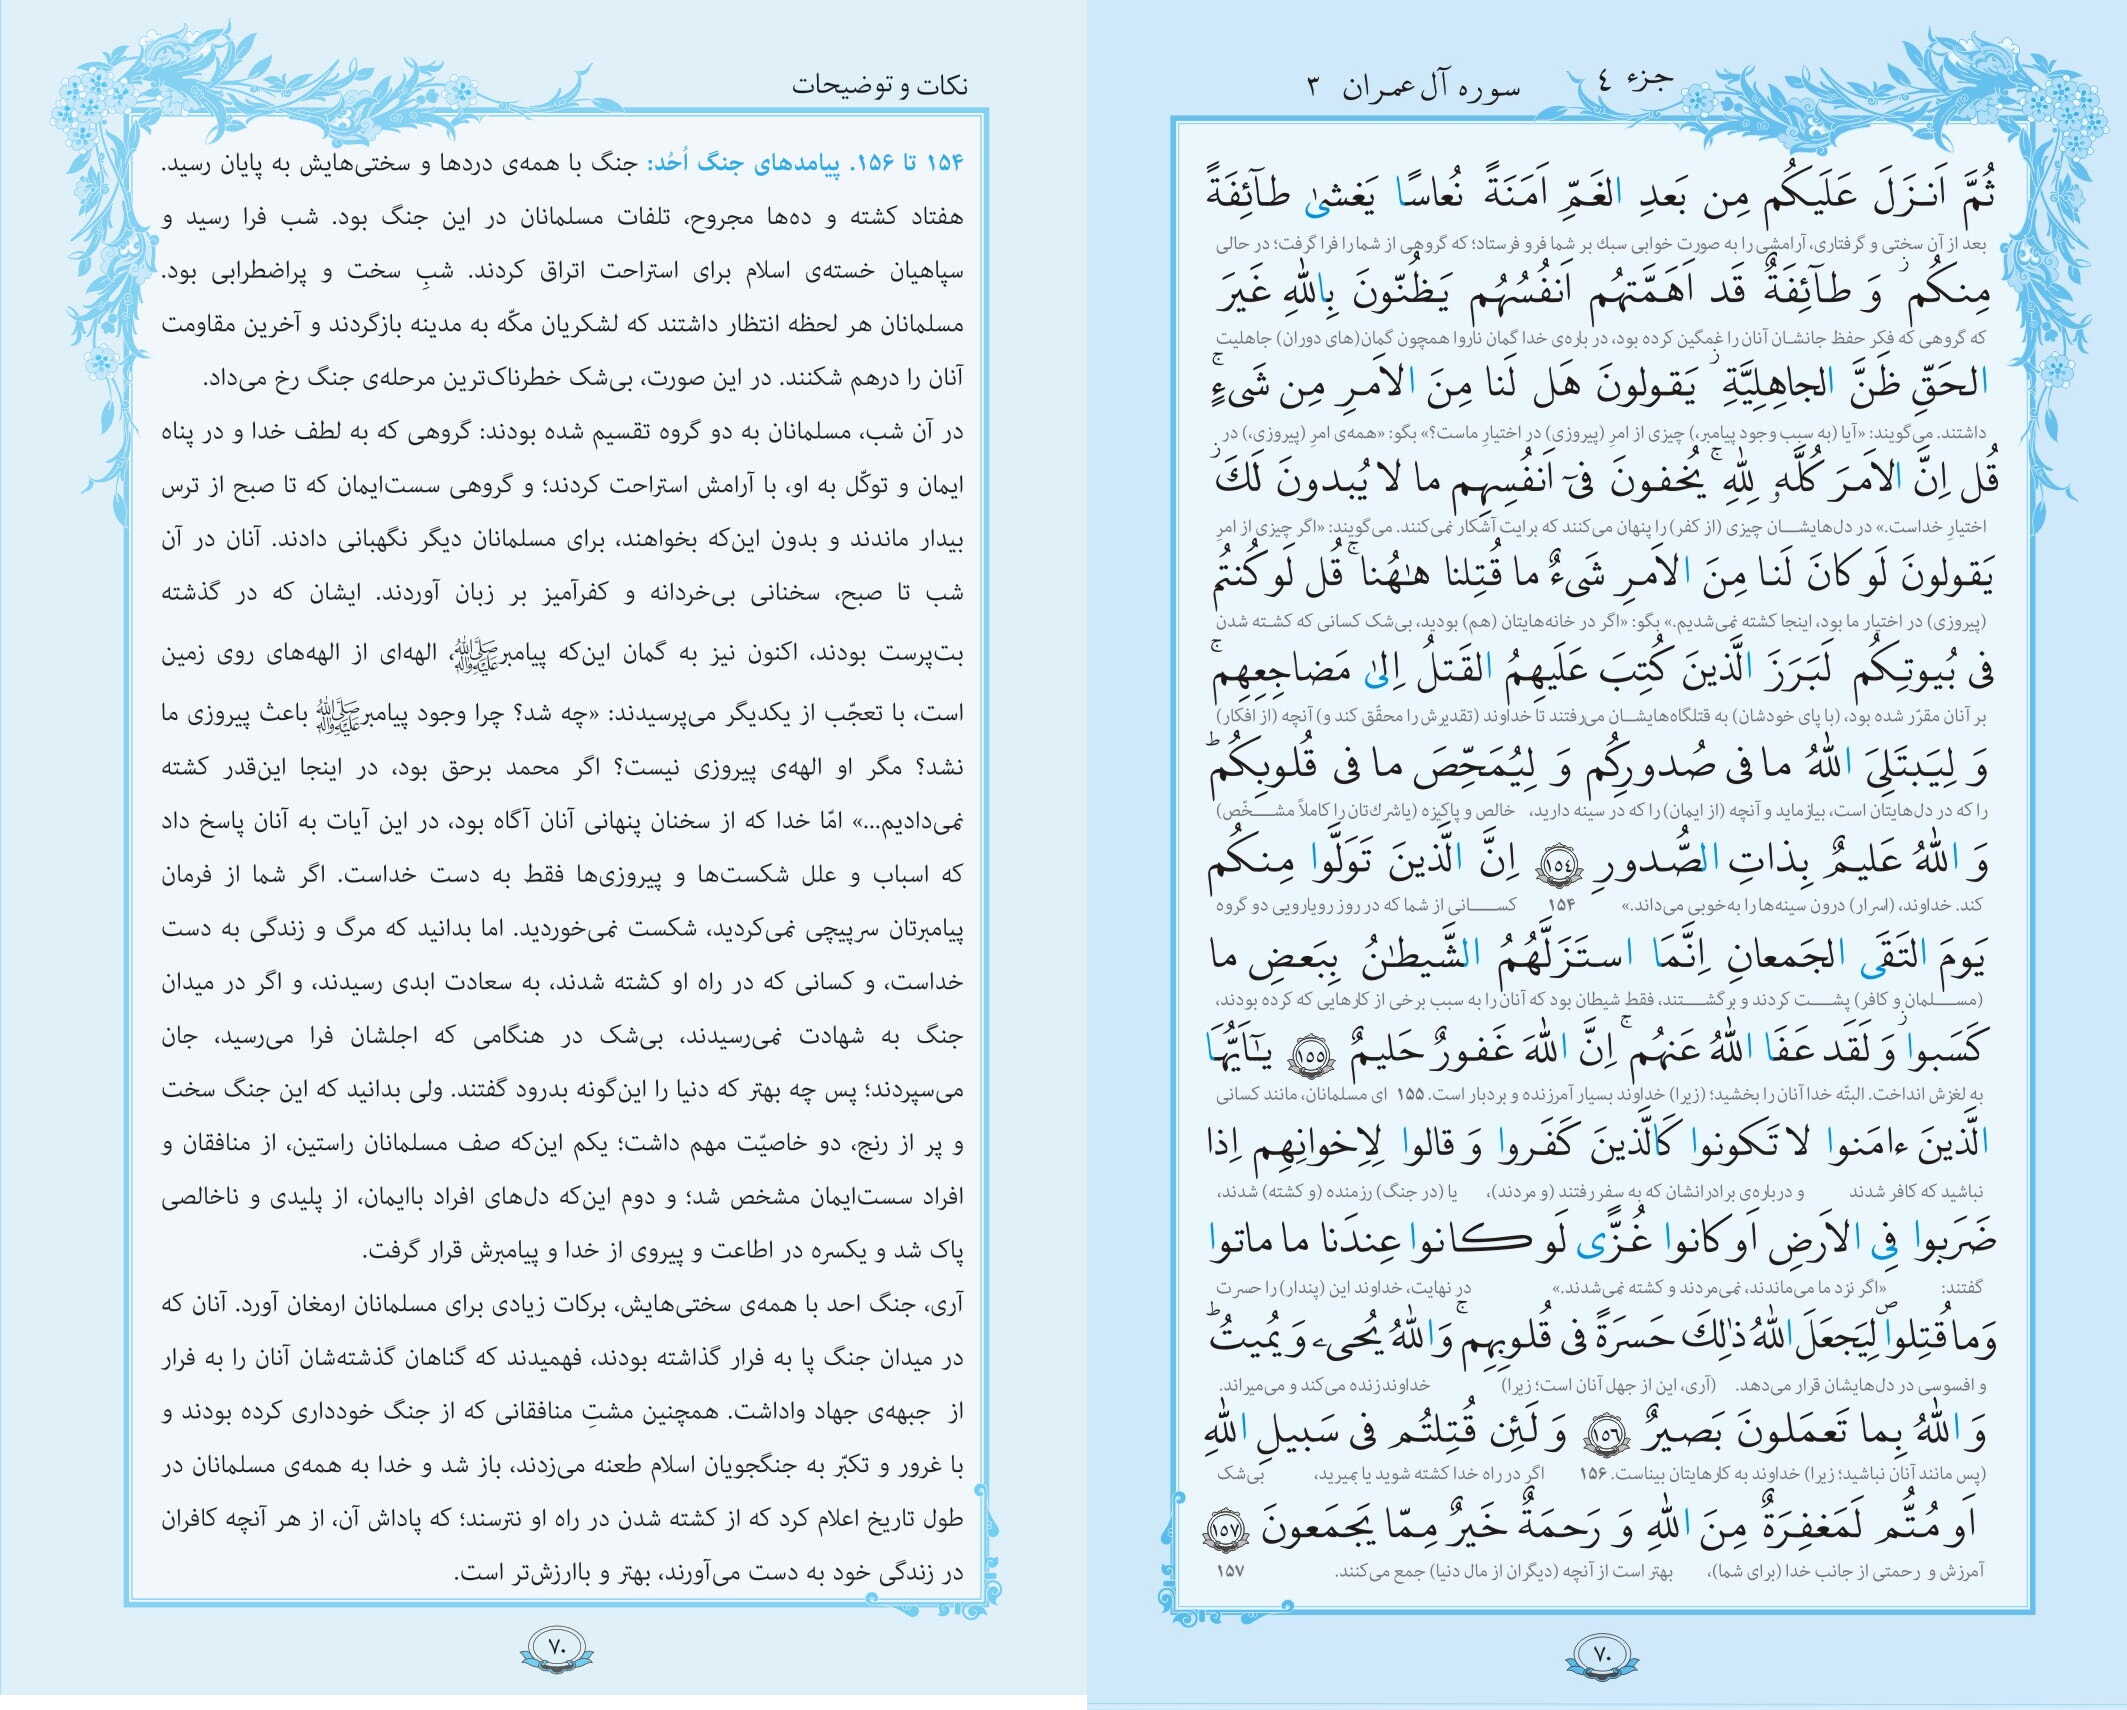 جزء ٤
سوره آل عمران ٣
ثُمَّ اَنزَلَ عَلَيكُم مِن بَعدِ الغَمِّ اَمَنَةً نُعاسًا يَغشىٰ طآئِفَةً
بعد از آن سختی و گرفتاری، آرامشی را به صورت خوابی سبك بر شما فرو فرستاد؛ که گروهی از شما را فرا گرفت؛ در حالی
مِنكُم ۖ وَ طآئِفَةٌ قَد اَهَمَّتهُم اَنفُسُهُم يَظُنّونَ بِاللهِ غَيرَ
که گروهی که فکر حفظ جانشان آنان را غمگین کرده بود، در باره‌ی خدا گمان ناروا همچون گمان(های دوران) جاهلیت
الحَقِّ ظَنَّ الجاهِلِيَّةِ ۖ يَقولونَ هَل لَنا مِنَ الاَمرِ مِن شَىءٍ ۚ
داشتند. می‌گویند: «آیا (به سبب وجود پیامبر،) چیزی از امرِ (پیروزی) در اختیارِ ماست؟» بگو: «همه‌ی امرِ (پیروزی،) در
قُل اِنَّ الاَمرَ كُلَّهُ لِلهِ ۗ يُخفونَ فىٓ اَنفُسِهِم ما لا يُبدونَ لَكَ ۖ
اختیارِ خداست.» در دل‌هایشان چیزی (از کفر) را پنهان می‌کنند که برایت آشکار نمی‌کنند. می‌گویند: «اگر چیزی از امرِ
يَقولونَ لَو كانَ لَنا مِنَ الاَمرِ شَىءٌ ما قُتِلنا هٰهُنا ۗ قُل لَو كُنتُم
(پیروزی) در اختیار ما بود، اینجا کشته نمی‌شدیم.» بگو: «اگر در خانه‌هایتان (هم) بودید، بی‌شک کسانی که کشته شدن
فى بُيوتِكُم لَبَرَزَ الَّذينَ كُتِبَ عَلَيهِمُ القَتلُ اِلىٰ مَضاجِعِهِم ۖ
بر آنان مقرّر شده بود، (با پای خودشان) به قتلگاه‌هایشان می‌رفتند تا خداوند (تقدیرش را محقّق کند و) آنچه (از افکار)
وَ لِيَبتَلِىَ اللهُ ما فى صُدورِكُم وَ لِيُمَحِّصَ ما فى قُلوبِكُم ۗ
را که در دل‌هایتان است، بیازماید و آنچه (از ایمان) را که در سینه دارید، خالص و پاکیزه (یا شرك‌تان را کاملاً مشخّص)
وَ اللهُ عَليمٌ بِذاتِ الصُّدورِ ١٥٤ اِنَّ الَّذينَ تَوَلَّوا مِنكُم
کند. خداوند، (اسرار) درون سینه‌ها را به‌خوبی می‌داند.» ۱۵۴ کسانی از شما که در روز رویارویی دو گروه
يَومَ التَقَى الجَمعانِ اِنَّمَا استَزَلَّهُمُ الشَّيطٰنُ بِبَعضِ ما
(مسلمان و کافر) پشت کردند و برگشتند، فقط شیطان بود که آنان را به سبب برخی از کارهایی که کرده بودند،
كَسَبوا ۖ وَ لَقَد عَفَا اللهُ عَنهُم ۗ اِنَّ اللهَ غَفورٌ حَليمٌ ١٥٥ يـٰٓاَيُّهَا
به لغزش انداخت. البتّه خدا آنان را بخشید؛ (زیرا) خداوند بسیار آمرزنده و بردبار است. ۱۵۵ ای مسلمانان، مانند کسانی
الَّذينَ ءامَنوا لا تَكونوا كَالَّذينَ كَفَروا وَ قالوا لِاِخوانِهِم اِذا
نباشید که کافر شدند و درباره‌ی برادرانشان که به سفر رفتند (و مردند)، یا (در جنگ) رزمنده (و کشته) شدند،
ضَرَبوا فِى الاَرضِ اَو كانوا غُزًّى لَو كانوا عِندَنا ما ماتوا
گفتند: «اگر نزد ما می‌ماندند، نمی‌مردند و کشته نمی‌شدند.» در نهایت، خداوند این (پندار) را حسرت
وَ ما قُتِلوا لِيَجعَلَ اللهُ ذٰلِكَ حَسرَةً فى قُلوبِهِم ۗ وَ اللهُ يُحىۦ وَ يُميتُ ۗ
و افسوسی در دل‌هایشان قرار می‌دهد. (آری، این از جهل آنان است؛ زیرا) خداوند زنده می‌کند و می‌میراند.
وَ اللهُ بِما تَعمَلونَ بَصيرٌ ١٥٦ وَ لَئِن قُتِلتُم فى سَبيلِ اللهِ
(پس مانند آنان نباشید؛ زیرا) خداوند به کارهایتان بیناست. ۱۵۶ اگر در راه خدا کشته شوید یا بمیرید، بی‌شک
اَو مُتُّم لَمَغفِرَةٌ مِنَ اللهِ وَ رَحمَةٌ خَيرٌ مِمّا يَجمَعونَ ١٥٧
آمرزش و رحمتی از جانب خدا (برای شما)، بهتر است از آنچه (دیگران از مال دنیا) جمع می‌کنند. ۱۵۷
۷۰
نکات و توضیحات
۱۵۴ تا ۱۵۶. پیامدهای جنگ اُحُد: جنگ با همه‌ی دردها و سختی‌هایش به پایان رسید.
هفتاد کشته و ده‌ها مجروح، تلفات مسلمانان در این جنگ بود. شب فرا رسید و
سپاهیان خسته‌ی اسلام برای استراحت اتراق کردند. شبِ سخت و پراضطرابی بود.
مسلمانان هر لحظه انتظار داشتند که لشکریان مکّه به مدینه بازگردند و آخرین مقاومت
آنان را درهم شکنند. در این صورت، بی‌شک خطرناک‌ترین مرحله‌ی جنگ رخ می‌داد.
در آن شب، مسلمانان به دو گروه تقسیم شده بودند: گروهی که به لطف خدا و در پناه
ایمان و توکّل به او، با آرامش استراحت کردند؛ و گروهی سست‌ایمان که تا صبح از ترس
بیدار ماندند و بدون این‌که بخواهند، برای مسلمانان دیگر نگهبانی دادند. آنان در آن
شب تا صبح، سخنانی بی‌خردانه و کفرآمیز بر زبان آوردند. ایشان که در گذشته
بت‌پرست بودند، اکنون نیز به گمان این‌که پیامبر صلی‌الله‌علیه‌وآله، الهه‌ای از الهه‌های روی زمین
است، با تعجّب از یکدیگر می‌پرسیدند: «چه شد؟ چرا وجود پیامبر صلی‌الله‌علیه‌وآله باعث پیروزی ما
نشد؟ مگر او الهه‌ی پیروزی نیست؟ اگر محمد برحق بود، در اینجا این‌قدر کشته
نمی‌دادیم...» امّا خدا که از سخنان پنهانی آنان آگاه بود، در این آیات به آنان پاسخ داد
که اسباب و علل شکست‌ها و پیروزی‌ها فقط به دست خداست. اگر شما از فرمان
پیامبرتان سرپیچی نمی‌کردید، شکست نمی‌خوردید. اما بدانید که مرگ و زندگی به دست
خداست، و کسانی که در راه او کشته شدند، به سعادت ابدی رسیدند، و اگر در میدان
جنگ به شهادت نمی‌رسیدند، بی‌شک در هنگامی که اجلشان فرا می‌رسید، جان
می‌سپردند؛ پس چه بهتر که دنیا را این‌گونه بدرود گفتند. ولی بدانید که این جنگ سخت
و پر از رنج، دو خاصیّت مهم داشت؛ یکم این‌که صف مسلمانان راستین، از منافقان و
افراد سست‌ایمان مشخص شد؛ و دوم این‌که دل‌های افراد باایمان، از پلیدی و ناخالصی
پاک شد و یکسره در اطاعت و پیروی از خدا و پیامبرش قرار گرفت.
آری، جنگ احد با همه‌ی سختی‌هایش، برکات زیادی برای مسلمانان ارمغان آورد. آنان که
در میدان جنگ پا به فرار گذاشته بودند، فهمیدند که گناهان گذشته‌شان آنان را به فرار
از جبهه‌ی جهاد واداشت. همچنین مشتِ منافقانی که از جنگ خودداری کرده بودند و
با غرور و تکبّر به جنگجویان اسلام طعنه می‌زدند، باز شد و خدا به همه‌ی مسلمانان در
طول تاریخ اعلام کرد که از کشته شدن در راه او نترسند؛ که پاداش آن، از هر آنچه کافران
در زندگی خود به دست می‌آورند، بهتر و باارزش‌تر است.
۷۰